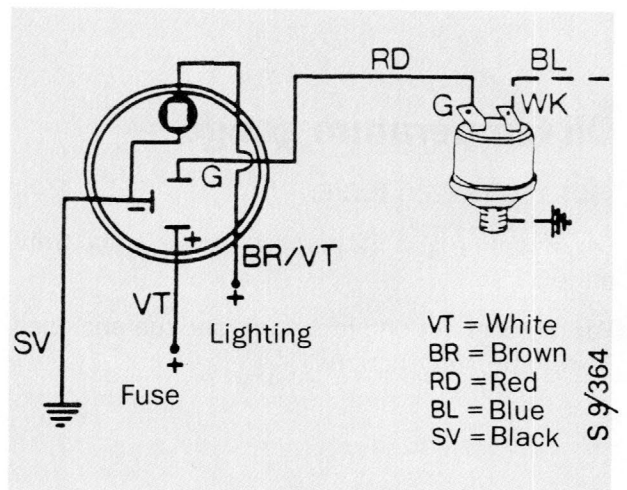 RD
BL
G
WK
G
-
+
BR/VT
VT
+
Lighting
SV
+
Fuse
VT = White
BR = Brown
RD = Red
BL = Blue
SV = Black
S 9/364